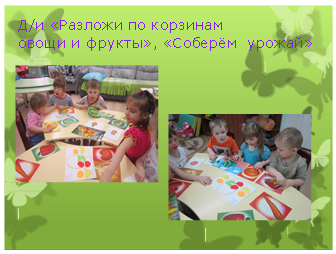 Д/и «Разложи по корзинам
овощи и фрукты», «Соберём урожай»